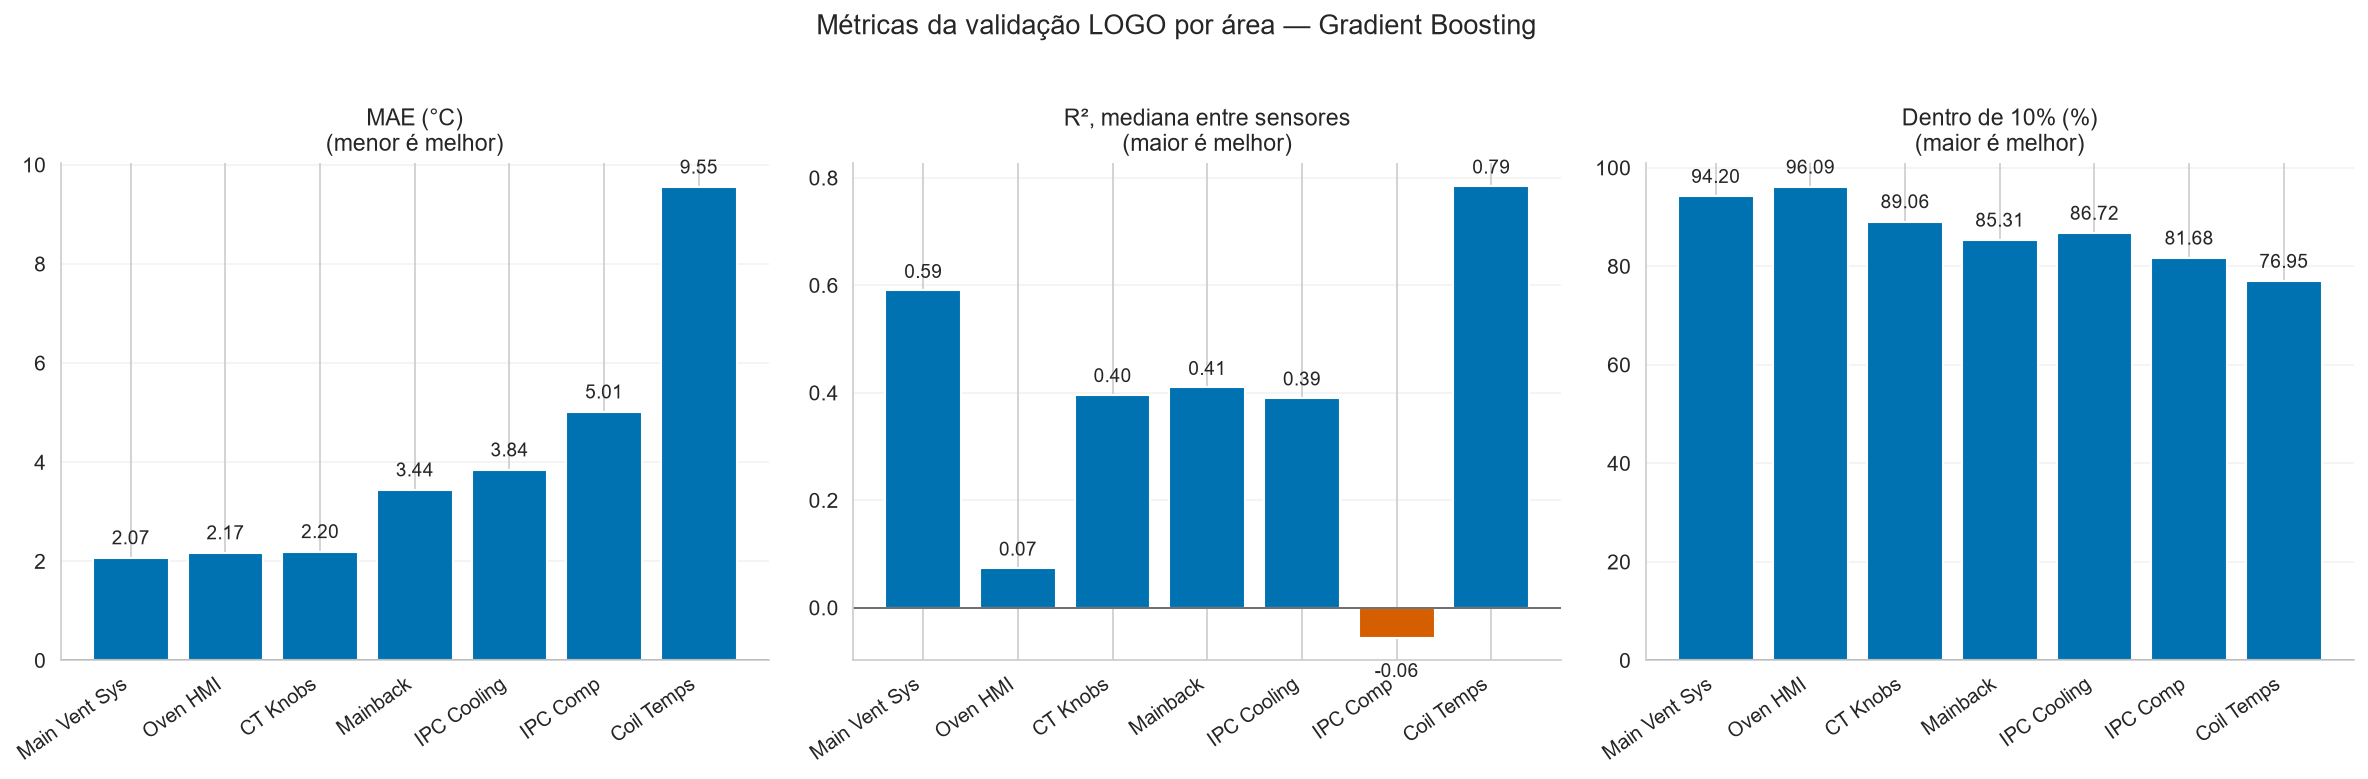 Métricas da validação LOGO por área — Gradient Boosting
MAE (°C)
(menor é melhor)
10
8
6
4
2
0
2.07
2.17
2.20
3.44
3.84
5.01
9.55
Main Vent Sys
Oven HMI
CT Knobs
Mainback
IPC Cooling
IPC Comp
Coil Temps
R², mediana entre sensores
(maior é melhor)
0.8
0.6
0.4
0.2
0.0
0.59
0.07
0.40
0.41
0.39
-0.06
0.79
Main Vent Sys
Oven HMI
CT Knobs
Mainback
IPC Cooling
IPC Comp
Coil Temps
Dentro de 10% (%)
(maior é melhor)
100
80
60
40
20
0
94.20
96.09
89.06
85.31
86.72
81.68
76.95
Main Vent Sys
Oven HMI
CT Knobs
Mainback
IPC Cooling
IPC Comp
Coil Temps